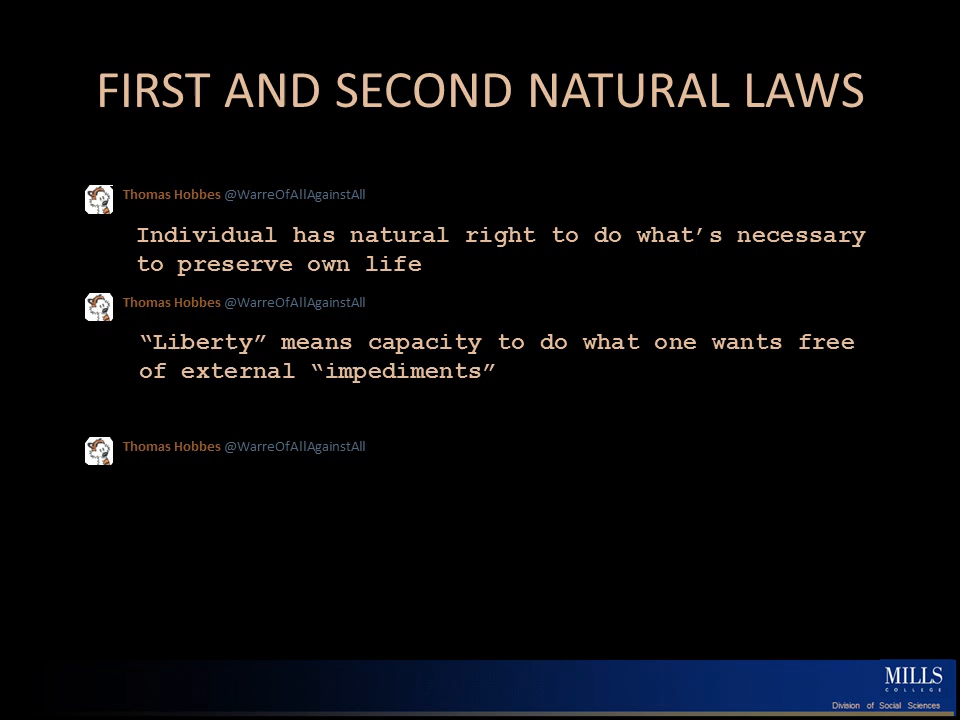 FIRST AND SECOND NATURAL LAWS
Thomas Hobbes @WarreOfAllAgainstAll
Individual has natural right to do what’s necessary
to preserve own life
Thomas Hobbes @WarreOfAllAgainstAll
“Liberty” means capacity to do what one wants free
of external “impediments”
Thomas Hobbes @WarreOfAllAgainstAll
MILLS
COLLEGE
Division of Social Sciences